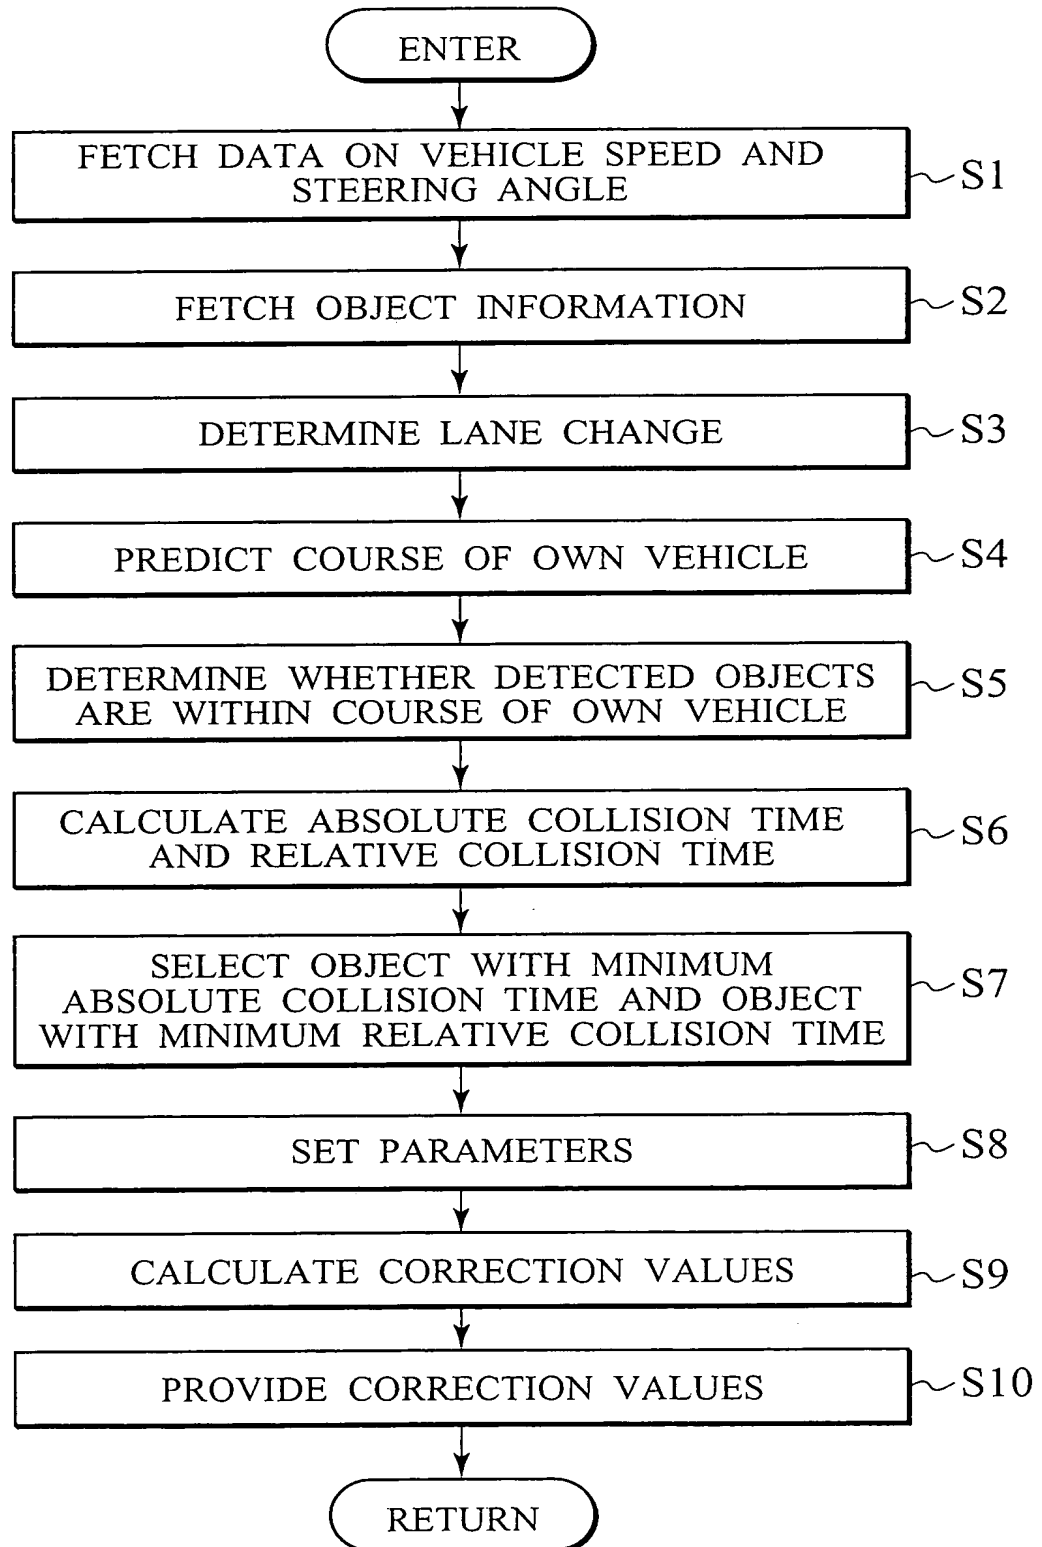 ENTER
FETCH DATA ON VEHICLE SPEED AND
STEERING ANGLE
S1
FETCH OBJECT INFORMATION
S2
DETERMINE LANE CHANGE
S3
PREDICT COURSE OF OWN VEHICLE
S4
DETERMINE WHETHER DETECTED OBJECTS
ARE WITHIN COURSE OF OWN VEHICLE
S5
CALCULATE ABSOLUTE COLLISION TIME
AND RELATIVE COLLISION TIME
S6
SELECT OBJECT WITH MINIMUM
ABSOLUTE COLLISION TIME AND OBJECT
WITH MINIMUM RELATIVE COLLISION TIME
S7
SET PARAMETERS
S8
CALCULATE CORRECTION VALUES
S9
PROVIDE CORRECTION VALUES
S10
RETURN